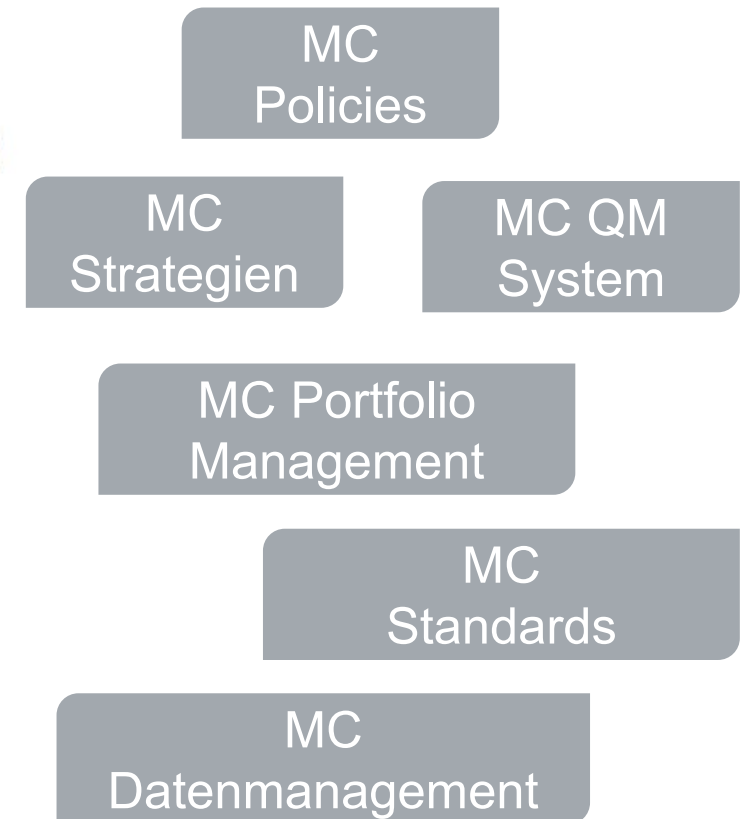 MC
Policies
MC
Strategien
MC QM
System
MC Portfolio
Management
MC
Standards
MC
Datenmanagement